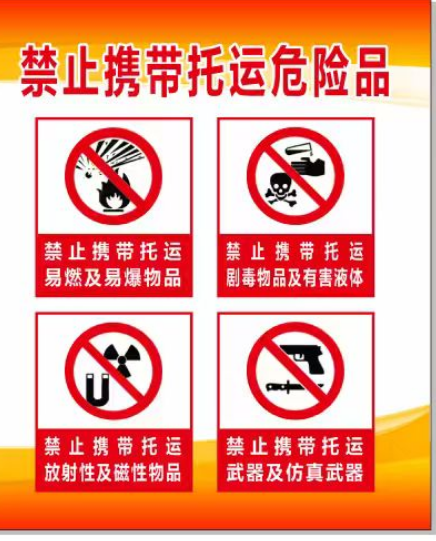 禁止携带托运危险品
禁止携带托运
易燃及易爆物品
禁止携带托运
剧毒物品及有害液体
禁止携带托运
放射性及磁性物品
禁止携带托运
武器及仿真武器